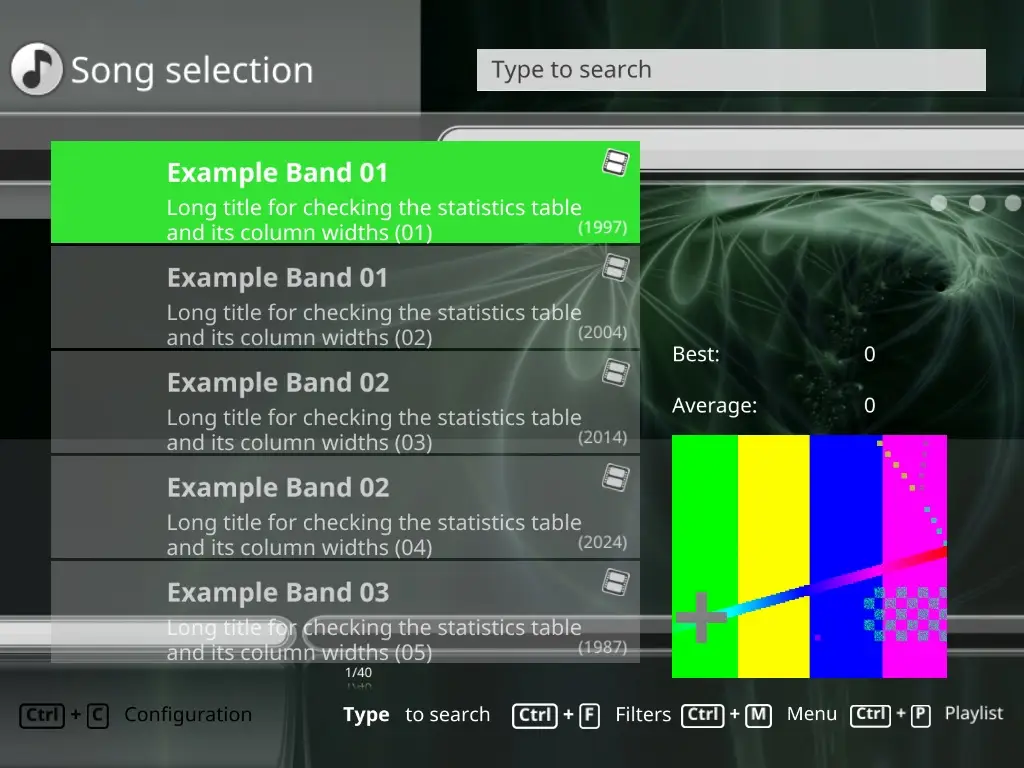 Song selection
Type to search
Example Band 01
Long title for checking the statistics table
and its column widths (01)
(1997)
Example Band 01
Long title for checking the statistics table
and its column widths (02)
(2004)
Example Band 02
Long title for checking the statistics table
and its column widths (03)
(2014)
Example Band 02
Long title for checking the statistics table
and its column widths (04)
(2024)
Example Band 03
Long title for checking the statistics table
and its column widths (05)
(1987)
Best: 0
Average: 0
1/40
Ctrl + C Configuration Type to search Ctrl + F Filters Ctrl + M Menu Ctrl + P Playlist